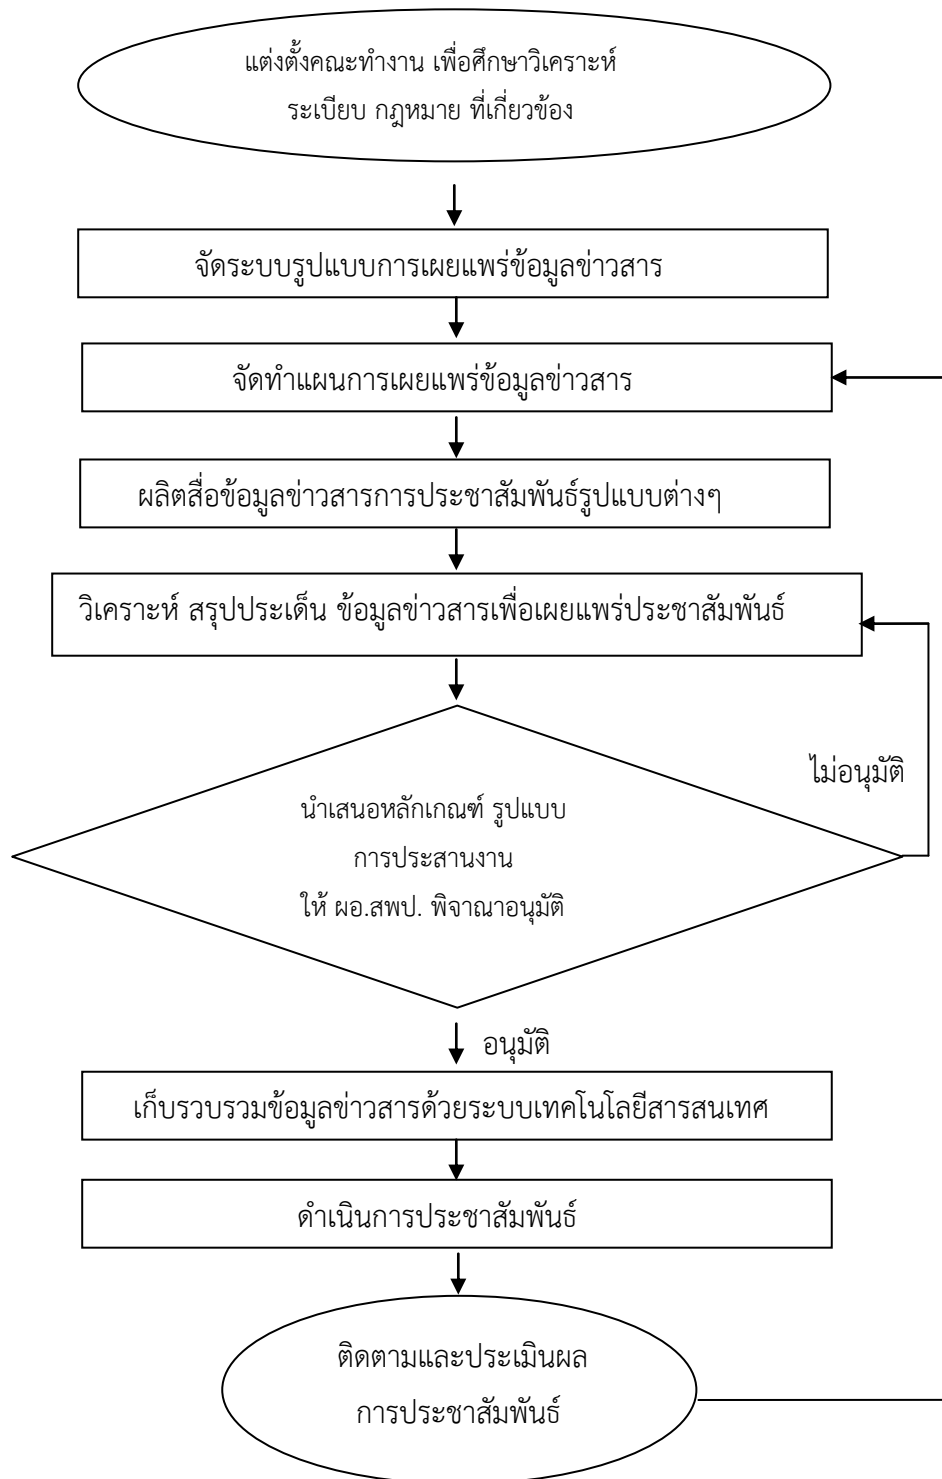 แต่งตั้งคณะทำงาน เพื่อศึกษาวิเคราะห์
ระเบียบ กฎหมาย ที่เกี่ยวข้อง
จัดระบบรูปแบบการเผยแพร่ข้อมูลข่าวสาร
จัดทำแผนการเผยแพร่ข้อมูลข่าวสาร
ผลิตสื่อข้อมูลข่าวสารการประชาสัมพันธ์รูปแบบต่างๆ
วิเคราะห์ สรุปประเด็น ข้อมูลข่าวสารเพื่อเผยแพร่ประชาสัมพันธ์
ไม่อนุมัติ
นำเสนอหลักเกณฑ์ รูปแบบ
การประสานงาน
ให้ ผอ.สพป. พิจาณาอนุมัติ
อนุมัติ
เก็บรวบรวมข้อมูลข่าวสารด้วยระบบเทคโนโลยีสารสนเทศ
ดำเนินการประชาสัมพันธ์
ติดตามและประเมินผล
การประชาสัมพันธ์